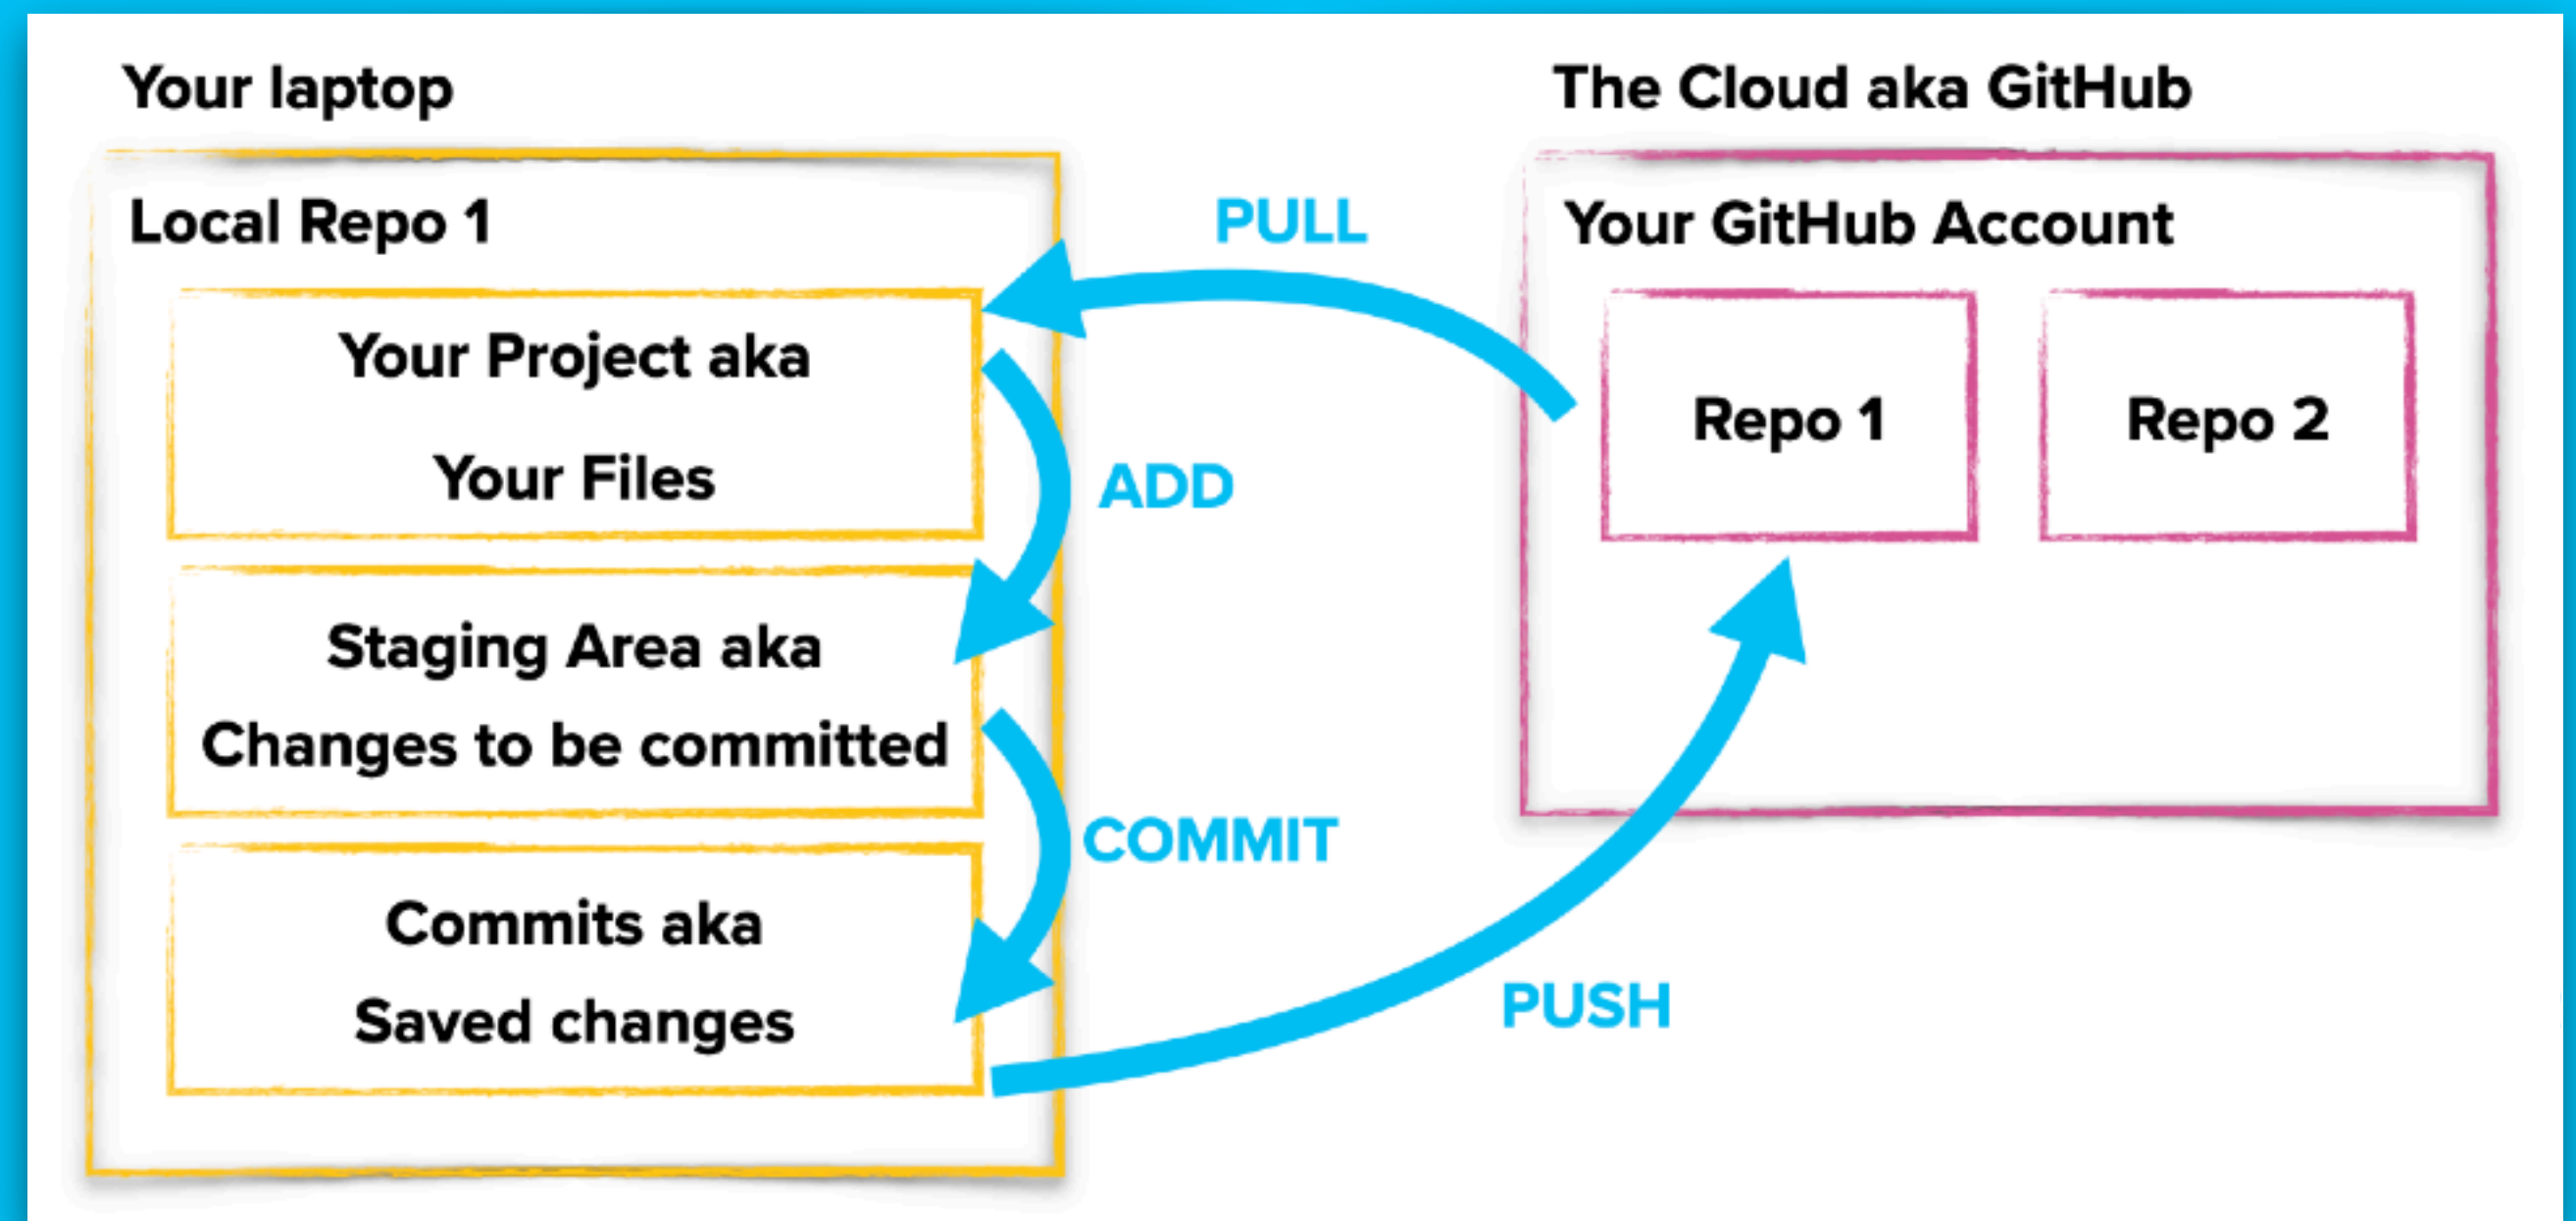 Your laptop
Local Repo 1
Your Project aka
Your Files
Staging Area aka
Changes to be committed
Commits aka
Saved changes
PULL
ADD
COMMIT
PUSH
The Cloud aka GitHub
Your GitHub Account
Repo 1
Repo 2